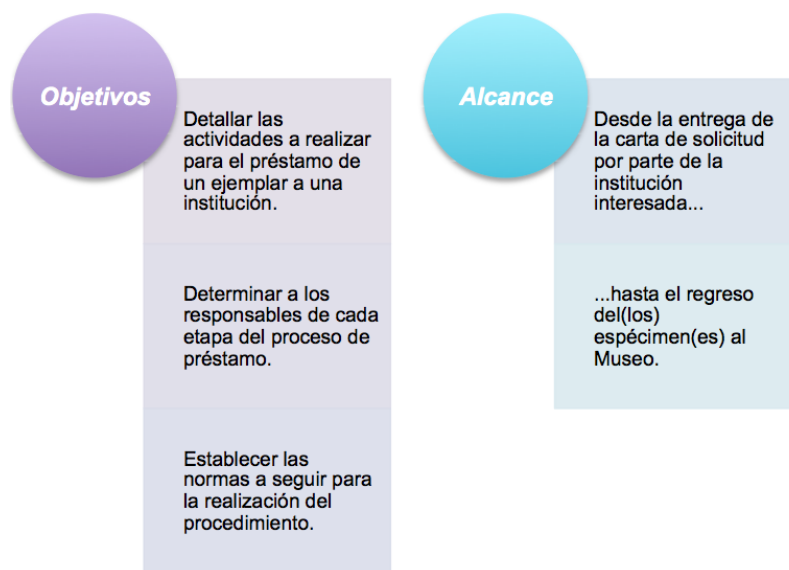 Objetivos
Detallar las
actividades a realizar
para el préstamo de
un ejemplar a una
institución.
Determinar a los
responsables de cada
etapa del proceso de
préstamo.
Establecer las
normas a seguir para
la realización del
procedimiento.
Alcance
Desde la entrega de
la carta de solicitud
por parte de la
institución
interesada...
...hasta el regreso
del(los)
espécimen(es) al
Museo.